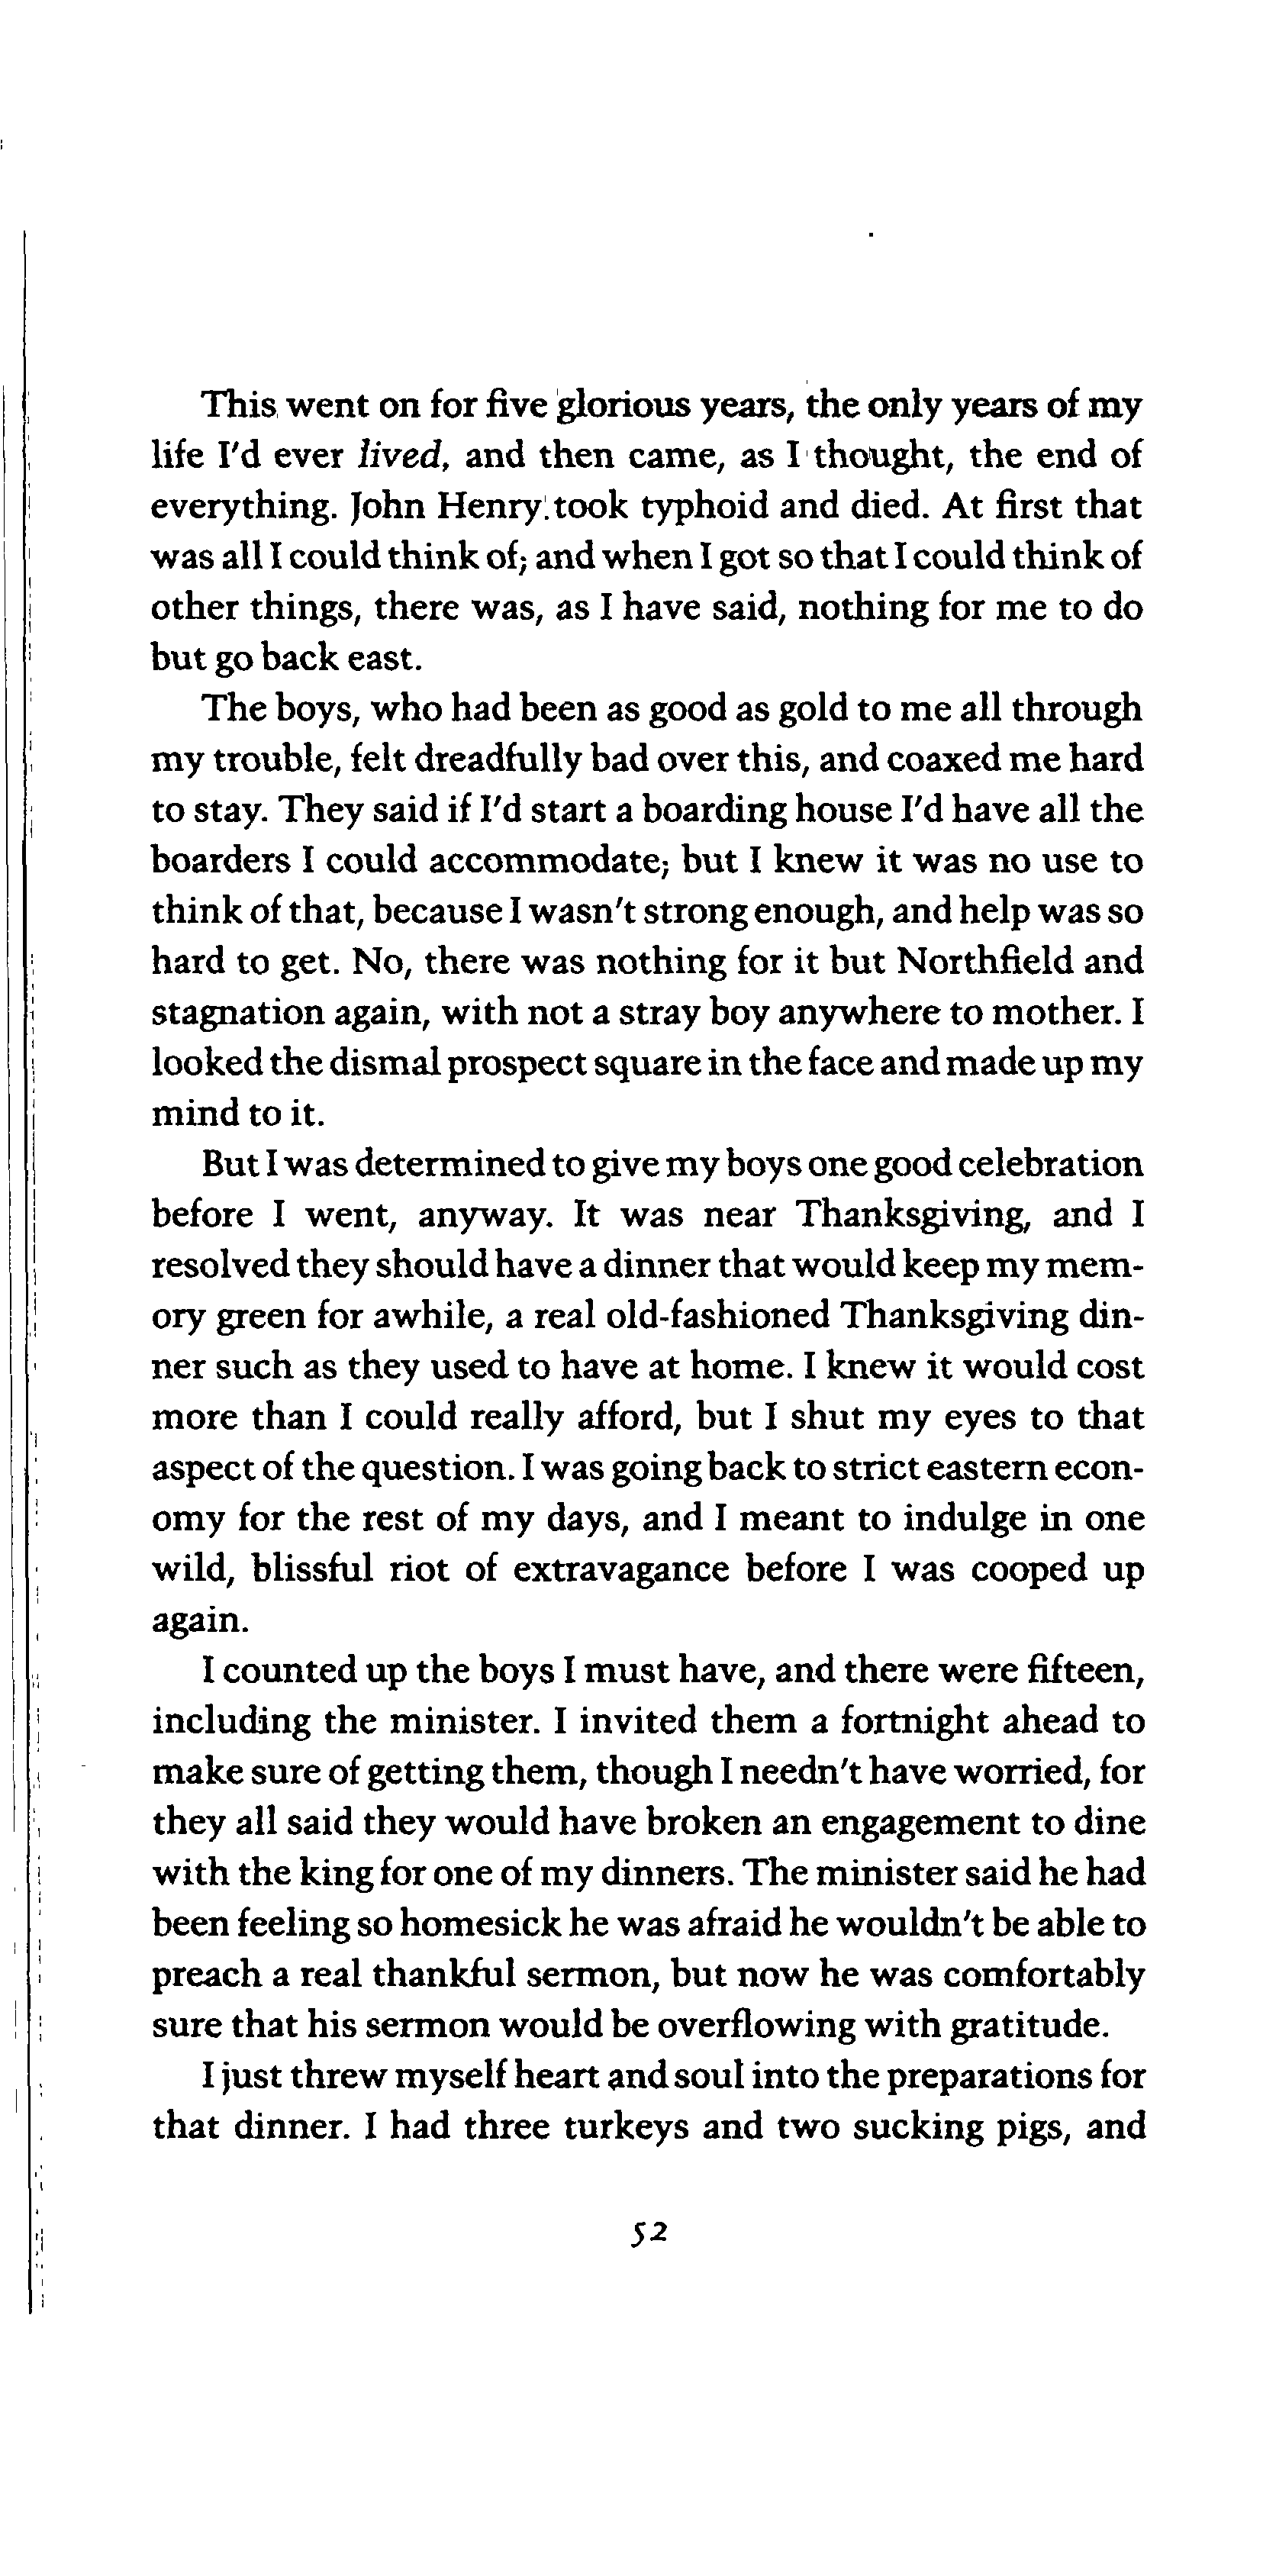 This went on for five glorious years, the only years of my
life I'd ever lived, and then came, as I thought, the end of
everything. John Henry took typhoid and died. At first that
was all I could think of; and when I got so that I could think of
other things, there was, as I have said, nothing for me to do
but go back east.
The boys, who had been as good as gold to me all through
my trouble, felt dreadfully bad over this, and coaxed me hard
to stay. They said if I'd start a boarding house I'd have all the
boarders I could accommodate; but I knew it was no use to
think of that, because I wasn't strong enough, and help was so
hard to get. No, there was nothing for it but Northfield and
stagnation again, with not a stray boy anywhere to mother. I
looked the dismal prospect square in the face and made up my
mind to it.
But I was determined to give my boys one good celebration
before I went, anyway. It was near Thanksgiving, and I
resolved they should have a dinner that would keep my mem-
ory green for awhile, a real old-fashioned Thanksgiving din-
ner such as they used to have at home. I knew it would cost
more than I could really afford, but I shut my eyes to that
aspect of the question. I was going back to strict eastern econ-
omy for the rest of my days, and I meant to indulge in one
wild, blissful riot of extravagance before I was cooped up
again.
I counted up the boys I must have, and there were fifteen,
including the minister. I invited them a fortnight ahead to
make sure of getting them, though I needn't have worried, for
they all said they would have broken an engagement to dine
with the king for one of my dinners. The minister said he had
been feeling so homesick he was afraid he wouldn't be able to
preach a real thankful sermon, but now he was comfortably
sure that his sermon would be overflowing with gratitude.
I just threw myself heart and soul into the preparations for
that dinner. I had three turkeys and two sucking pigs, and
52